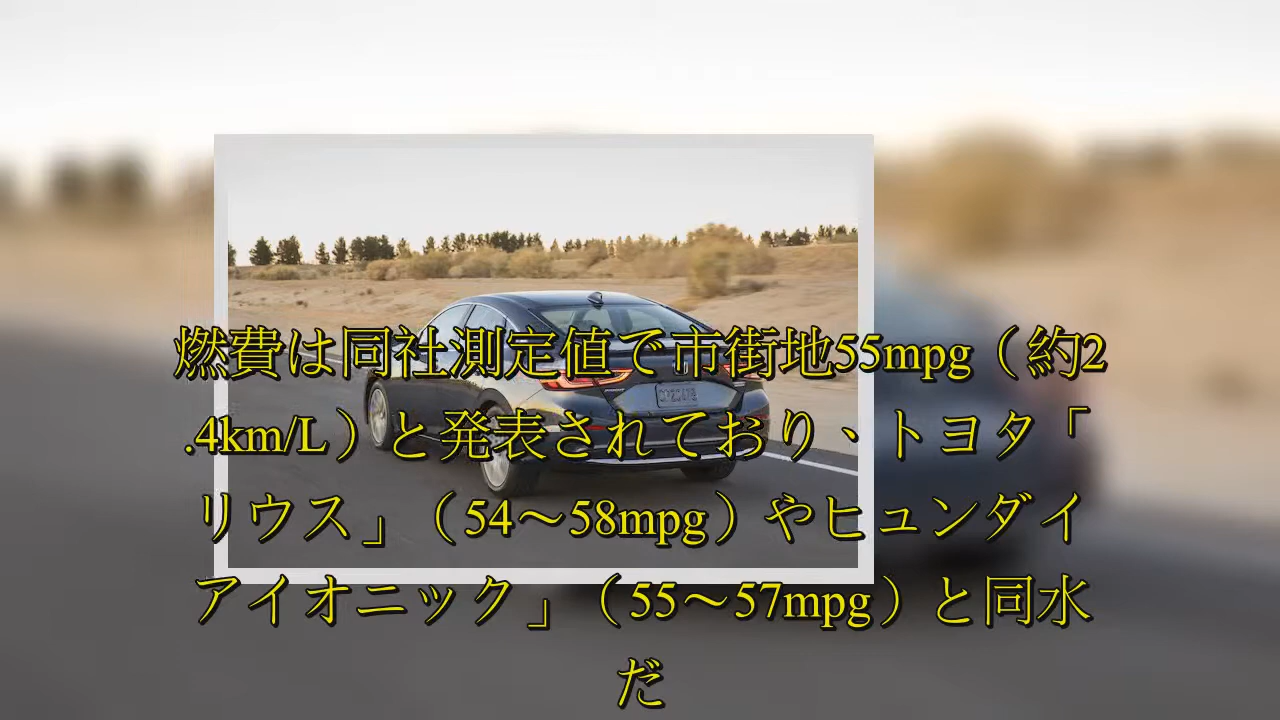 燃費は同社測定値で市街地55mpg（約2
.4km/L）と発表されており、トヨタ「
リウス」（54～58mpg）やヒュンダイ
アイオニック」（55～57mpg）と同水
だ